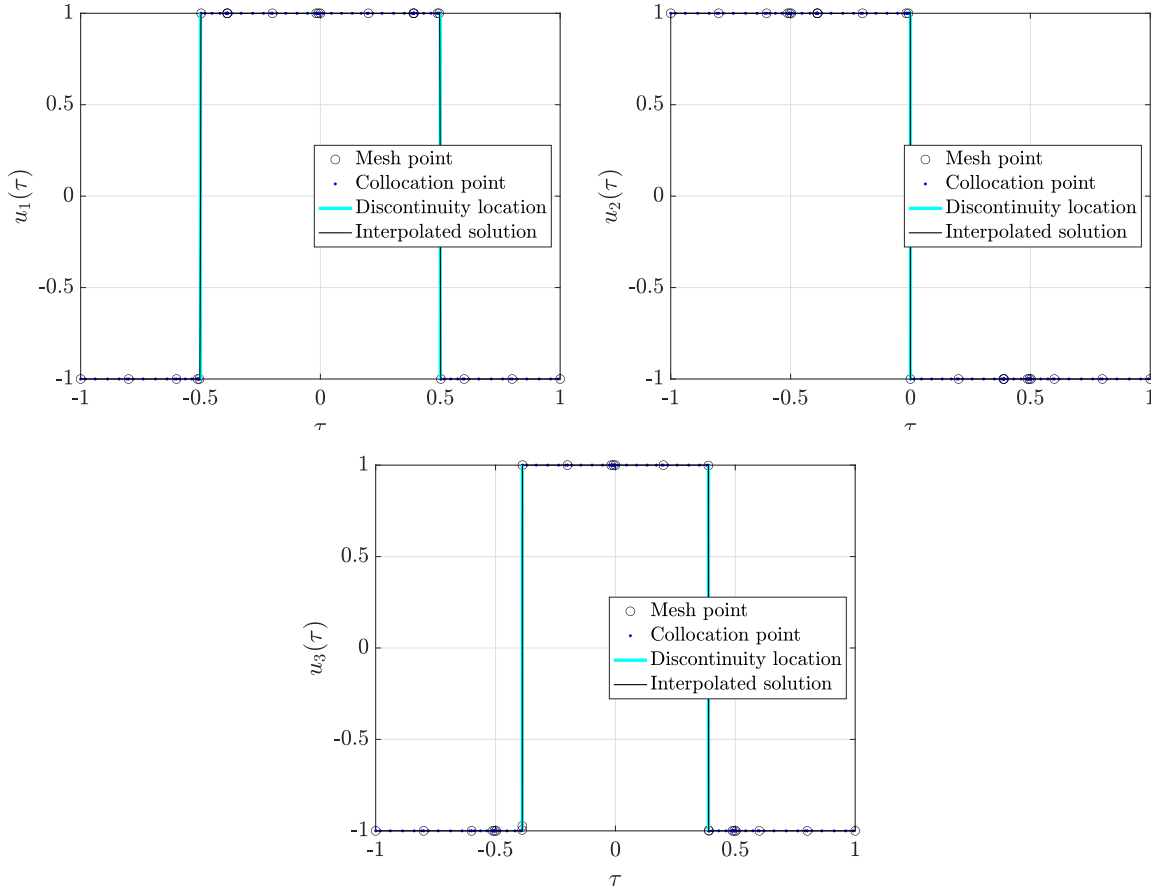 1
0.5
0
-0.5
-1
u1(τ)
-1
-0.5
0
0.5
1
τ
Mesh point
Collocation point
Discontinuity location
Interpolated solution
1
0.5
0
-0.5
-1
u2(τ)
-1
-0.5
0
0.5
1
τ
Mesh point
Collocation point
Discontinuity location
Interpolated solution
1
0.5
0
-0.5
-1
u3(τ)
-1
-0.5
0
0.5
1
τ
Mesh point
Collocation point
Discontinuity location
Interpolated solution